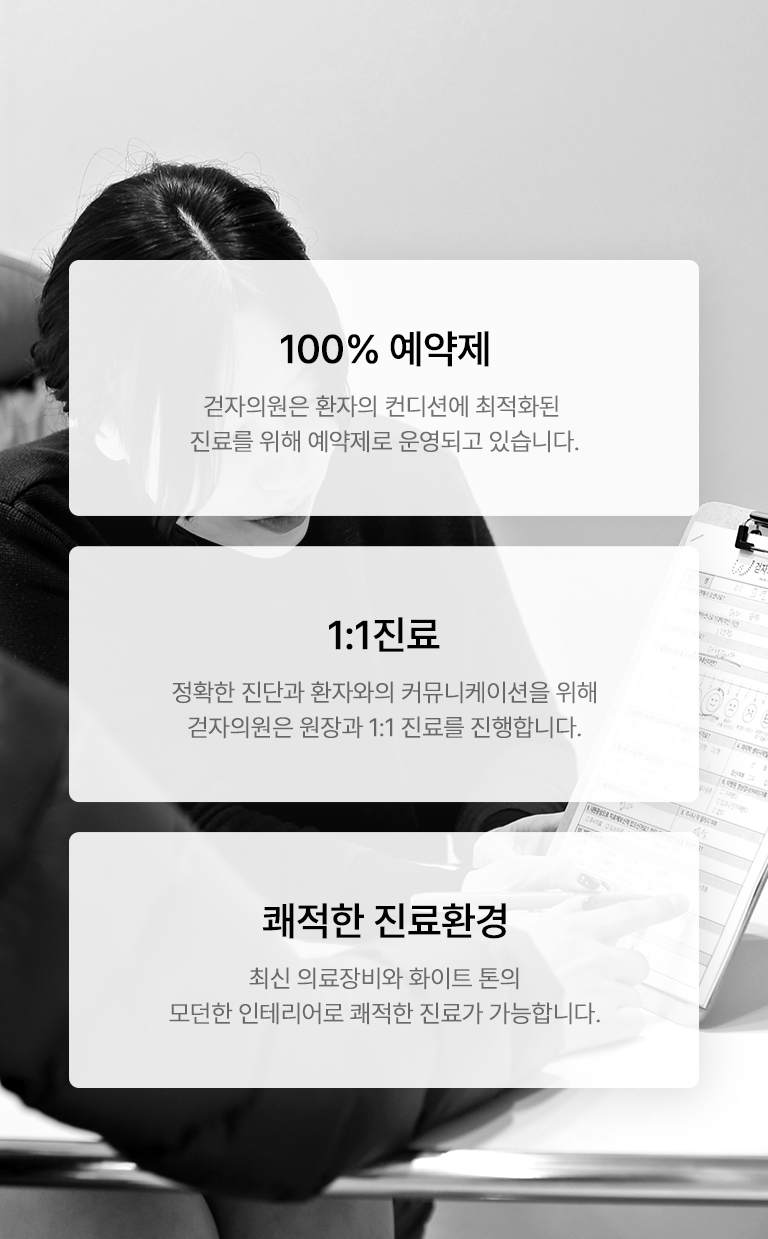 100% 예약제
걷자의원은 환자의 컨디션에 최적화된
진료를 위해 예약제로 운영되고 있습니다.
1:1진료
정확한 진단과 환자와의 커뮤니케이션을 위해
걷자의원은 원장과 1:1 진료를 진행합니다.
쾌적한 진료환경
최신 의료장비와 화이트 톤의
모던한 인테리어로 쾌적한 진료가 가능합니다.